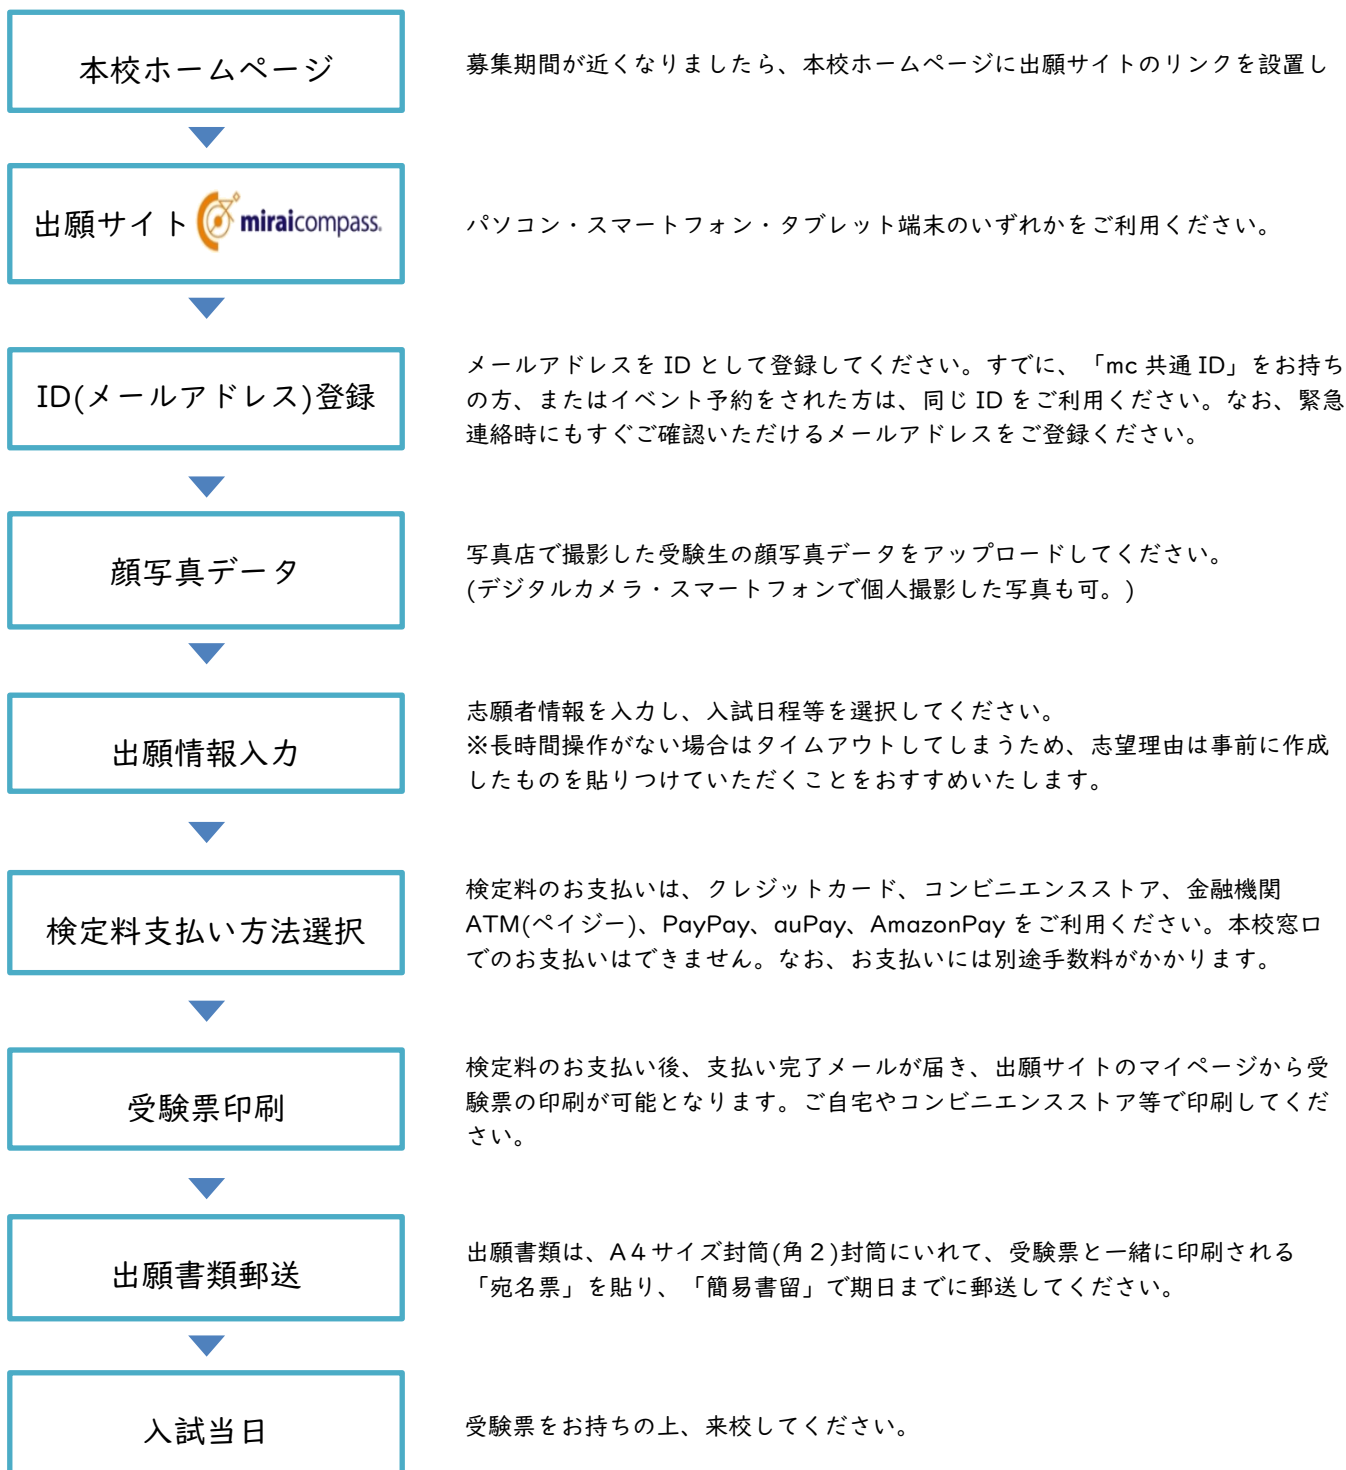 本校ホームページ
募集期間が近くなりましたら、本校ホームページに出願サイトのリンクを設置し
出願サイト miraicompass.
パソコン・スマートフォン・タブレット端末のいずれかをご利用ください。
ID(メールアドレス)登録
メールアドレスを ID として登録してください。すでに、「mc 共通 ID」をお持ち
の方、またはイベント予約をされた方は、同じ ID をご利用ください。なお、緊急
連絡時にもすぐご確認いただけるメールアドレスをご登録ください。
顔写真データ
写真店で撮影した受験生の顔写真データをアップロードしてください。
(デジタルカメラ・スマートフォンで個人撮影した写真も可。)
出願情報入力
志願者情報を入力し、入試日程等を選択してください。
※長時間操作がない場合はタイムアウトしてしまうため、志望理由は事前に作成
したものを貼りつけていただくことをおすすめいたします。
検定料支払い方法選択
検定料のお支払いは、クレジットカード、コンビニエンスストア、金融機関
ATM(ペイジー)、PayPay、auPay、AmazonPay をご利用ください。本校窓口
でのお支払いはできません。なお、お支払いには別途手数料がかかります。
受験票印刷
検定料のお支払い後、支払い完了メールが届き、出願サイトのマイページから受
験票の印刷が可能となります。ご自宅やコンビニエンスストア等で印刷してくだ
さい。
出願書類郵送
出願書類は、A4サイズ封筒(角2)封筒にいれて、受験票と一緒に印刷される
「宛名票」を貼り、「簡易書留」で期日までに郵送してください。
入試当日
受験票をお持ちの上、来校してください。